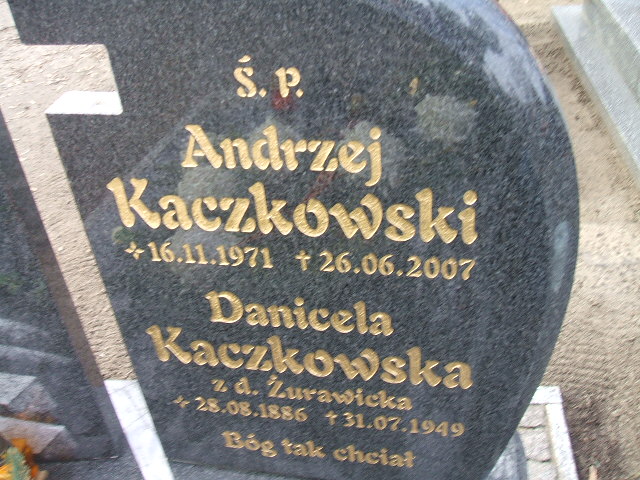 Ś. P.
Andrzej
Kaczkowski
16.11.1971 † 26.06.2007
Danicela
Kaczkowska
z d. Żurawicka
28.08.1886 † 31.07.1949
Bóg tak chciał